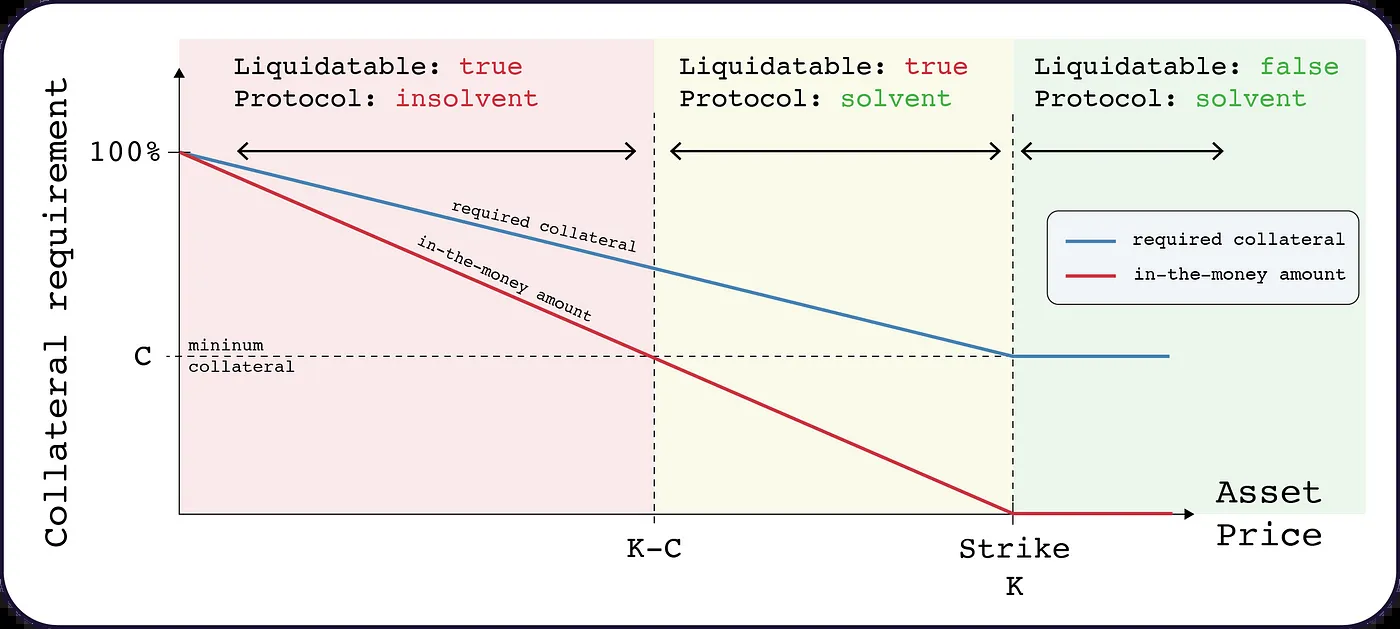 Liquidatable: true
Protocol: insolvent
Liquidatable: true
Protocol: solvent
Liquidatable: false
Protocol: solvent
Collateral requirement
100%
required collateral
in-the-money amount
required collateral
in-the-money amount
C
mininum
collateral
Asset
Price
K-C
Strike
K